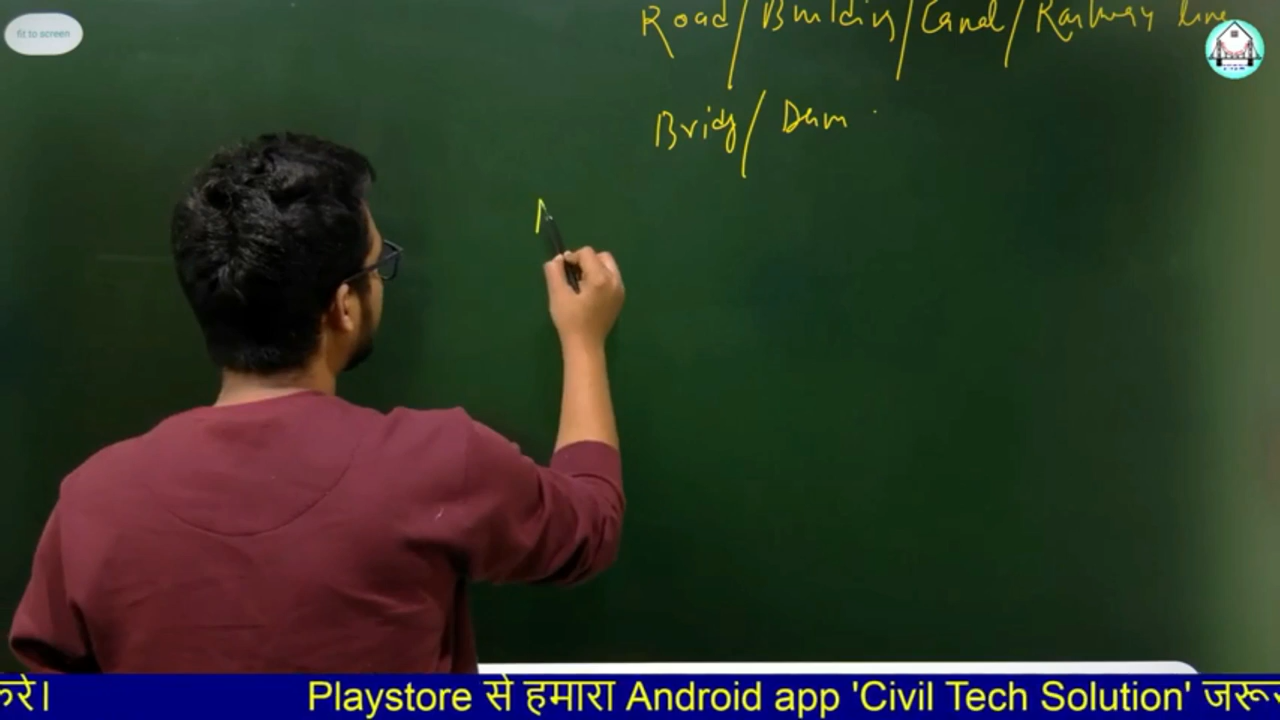 fit to screen
Road/Building/Canal/Railway line
Bridg/Dam
करे। Playstore से हमारा Android app 'Civil Tech Solution' जरूर